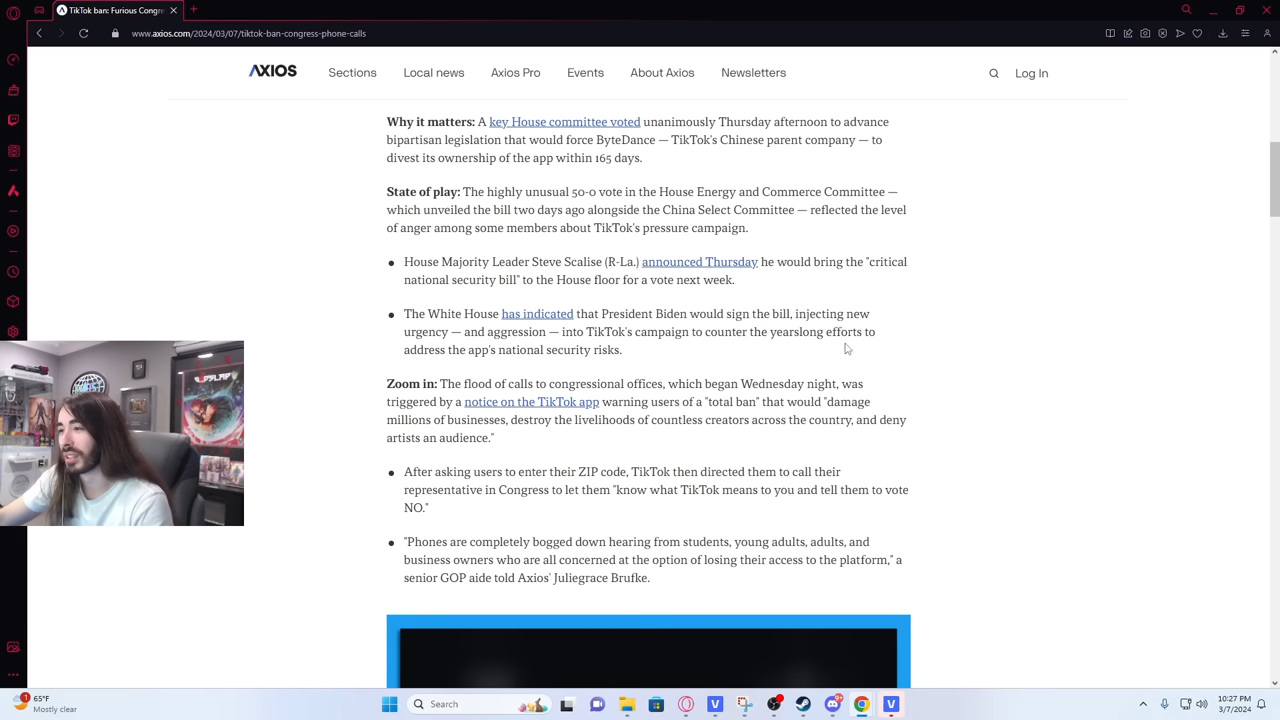 TikTok ban: Furious Congre
www.axios.com/2024/03/07/tiktok-ban-congress-phone-calls
AXIOS Sections Local news Axios Pro Events About Axios Newsletters Log In
Why it matters: A key House committee voted unanimously Thursday afternoon to advance
bipartisan legislation that would force ByteDance — TikTok's Chinese parent company — to
divest its ownership of the app within 165 days.
State of play: The highly unusual 50-0 vote in the House Energy and Commerce Committee —
which unveiled the bill two days ago alongside the China Select Committee — reflected the level
of anger among some members about TikTok's pressure campaign.
House Majority Leader Steve Scalise (R-La.) announced Thursday he would bring the "critical
national security bill" to the House floor for a vote next week.
The White House has indicated that President Biden would sign the bill, injecting new
urgency — and aggression — into TikTok's campaign to counter the yearslong efforts to
address the app's national security risks.
Zoom in: The flood of calls to congressional offices, which began Wednesday night, was
triggered by a notice on the TikTok app warning users of a "total ban" that would "damage
millions of businesses, destroy the livelihoods of countless creators across the country, and deny
artists an audience."
After asking users to enter their ZIP code, TikTok then directed them to call their
representative in Congress to let them "know what TikTok means to you and tell them to vote
NO."
"Phones are completely bogged down hearing from students, young adults, adults, and
business owners who are all concerned at the option of losing their access to the platform," a
senior GOP aide told Axios' Juliegrace Brufke.
1
65°F
Mostly clear
Search
9+
10:27 PM
3/7/2024